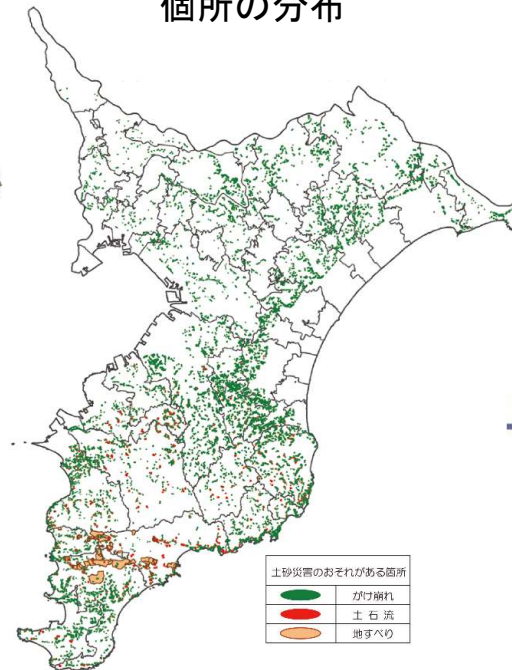 個所の分布
土砂災害のおそれがある箇所
がけ崩れ
土石流
地すべり